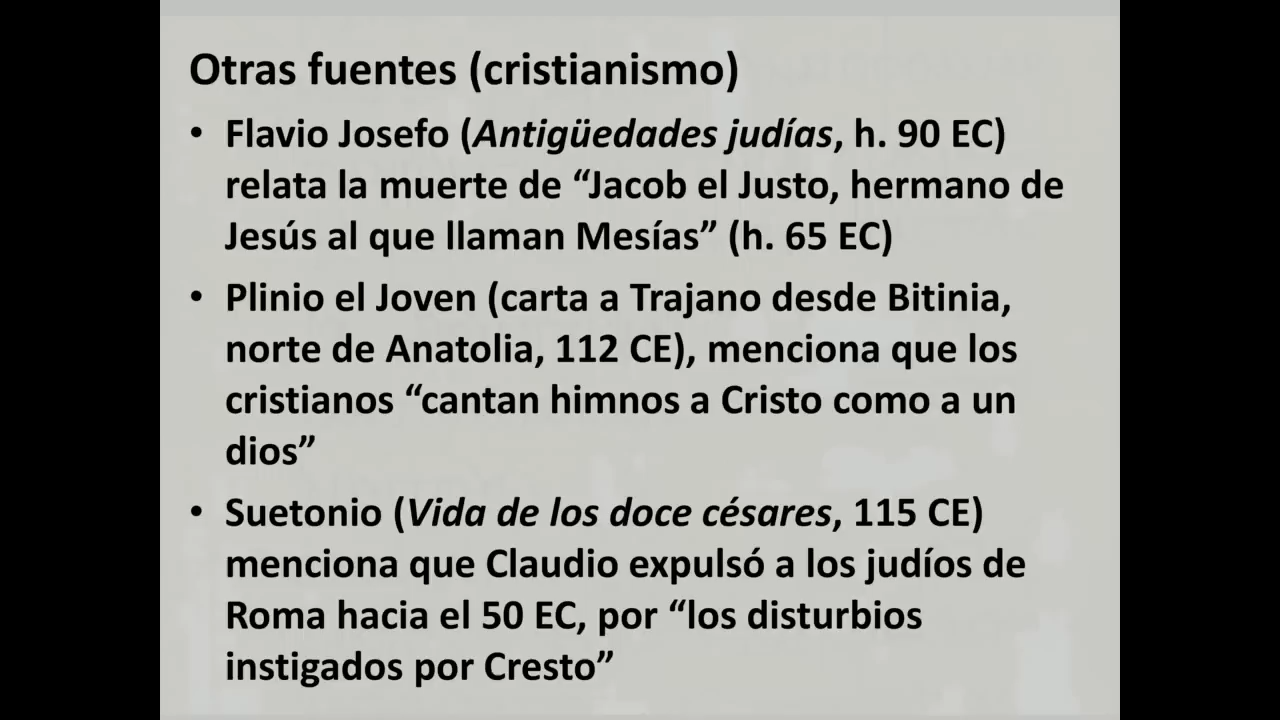 Otras fuentes (cristianismo)
• Flavio Josefo (Antigüedades judías, h. 90 EC)
relata la muerte de “Jacob el Justo, hermano de
Jesús al que llaman Mesías” (h. 65 EC)
• Plinio el Joven (carta a Trajano desde Bitinia,
norte de Anatolia, 112 CE), menciona que los
cristianos “cantan himnos a Cristo como a un
dios”
• Suetonio (Vida de los doce césares, 115 CE)
menciona que Claudio expulsó a los judíos de
Roma hacia el 50 EC, por “los disturbios
instigados por Cresto”